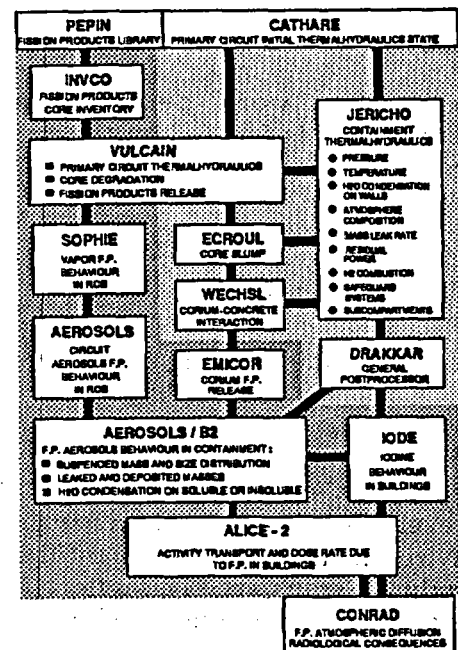 PEPIN
FISSION PRODUCTS LIBRARY
CATHARE
PRIMARY CIRCUIT INITIAL THERMALHYDRAULICS STATE
INVCO
FISSION PRODUCTS
CORE INVENTORY
JERICHO
CONTAINMENT
THERMALHYDRAULICS
PRESSURE
TEMPERATURE
H2O CONDENSATION
ON WALLS
ATMOSPHERE
COMPOSITION
MASS LEAK RATE
RESIDUAL
POWER
H2 COMBUSTION
SAFEGUARD
SYSTEMS
SUBCOMPARTMENTS
VULCAIN
PRIMARY CIRCUIT THERMALHYDRAULICS
CORE DEGRADATION
FISSION PRODUCTS RELEASE
SOPHIE
VAPOR F.P.
BEHAVIOUR
IN RCS
ECROUL
CORE SLUMP
WECHSL
CORIUM-CONCRETE
INTERACTION
AEROSOLS
CIRCUIT
AEROSOLS F.P.
BEHAVIOUR
IN RCS
EMICOR
CORIUM F.P.
RELEASE
DRAKKAR
GENERAL
POSTPROCESSOR
AEROSOLS / B2
F.P. AEROSOLS BEHAVIOUR IN CONTAINMENT :
SUSPENDED MASS AND SIZE DISTRIBUTION
LEAKED AND DEPOSITED MASSES
H2O CONDENSATION ON SOLUBLE OR INSOLUBLE
IODE
IODINE
BEHAVIOUR
IN BUILDINGS
ALICE - 2
ACTIVITY TRANSPORT AND DOSE RATE DUE
TO F.P. IN BUILDINGS
CONRAD
F.P. ATMOSPHERIC DIFFUSION
RADIOLOGICAL CONSEQUENCES